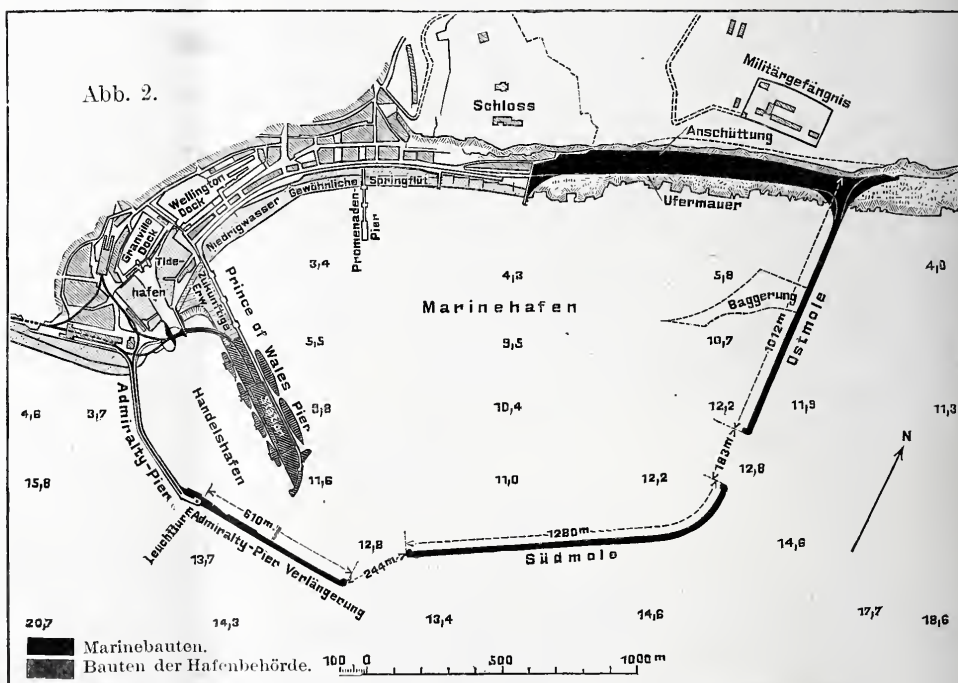 Abb. 2.
Schloss
Militärgefängnis
Anschüttung
Wellington
Dock
Granville
Dock
Tide-
hafen
Gewöhnliche
Springflut
Niedrigwasser
Promenaden-
Pier
Ufermauer
Zukünftige
Erw.
Prince of Wales Pier
Marinehafen
Baggerung
Ostmole
1012m
3,4
4,3
5,8
4,0
5,5
9,5
10,7
10,4
12,2
11,9
11,3
4,6
3,7
Admiralty-Pier
Handelshafen
15,8
11,6
11,0
12,2
183m
12,8
N
Leuchtturm
610m
Admiralty-Pier Verlängerung
13,7
12,8
244m
1280m
Südmole
14,6
20,7
14,3
13,4
14,6
17,7
18,6
Marinebauten.
Bauten der Hafenbehörde.
100 0 500 1000 m